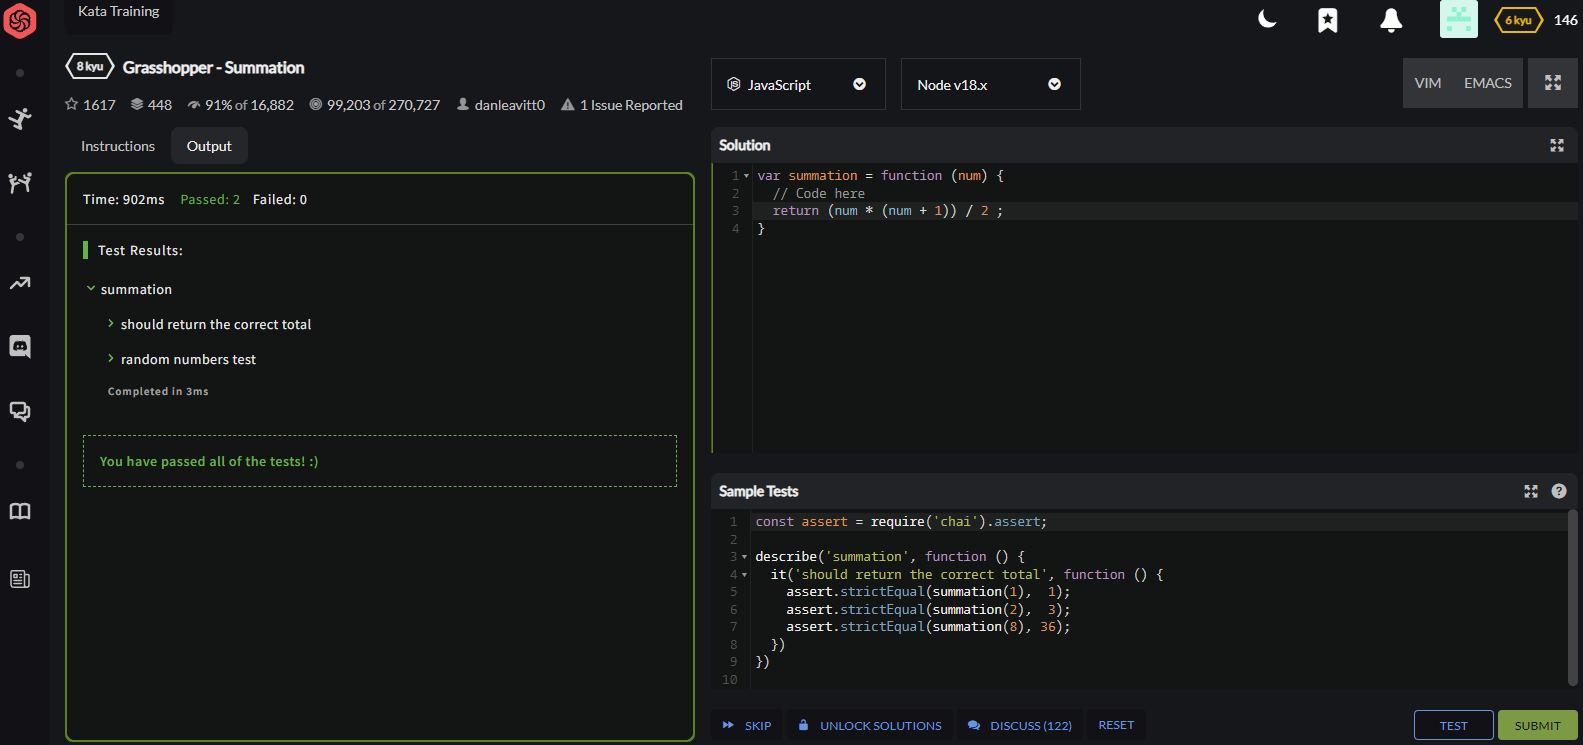 Kata Training
6 kyu 146
8 kyu Grasshopper - Summation
1617 448 91% of 16,882 99,203 of 270,727 danleavitt0 1 Issue Reported
JavaScript Node v18.x VIM EMACS
Instructions Output
Time: 902ms Passed: 2 Failed: 0
Test Results:
summation
should return the correct total
random numbers test
Completed in 3ms
You have passed all of the tests! :)
Solution
1 var summation = function (num) {
2   // Code here
3   return (num * (num + 1)) / 2 ;
4 }
Sample Tests
1 const assert = require('chai').assert;
2
3 describe('summation', function () {
4   it('should return the correct total', function () {
5     assert.strictEqual(summation(1),  1);
6     assert.strictEqual(summation(2),  3);
7     assert.strictEqual(summation(8), 36);
8   })
9 })
10
SKIP UNLOCK SOLUTIONS DISCUSS (122) RESET TEST SUBMIT